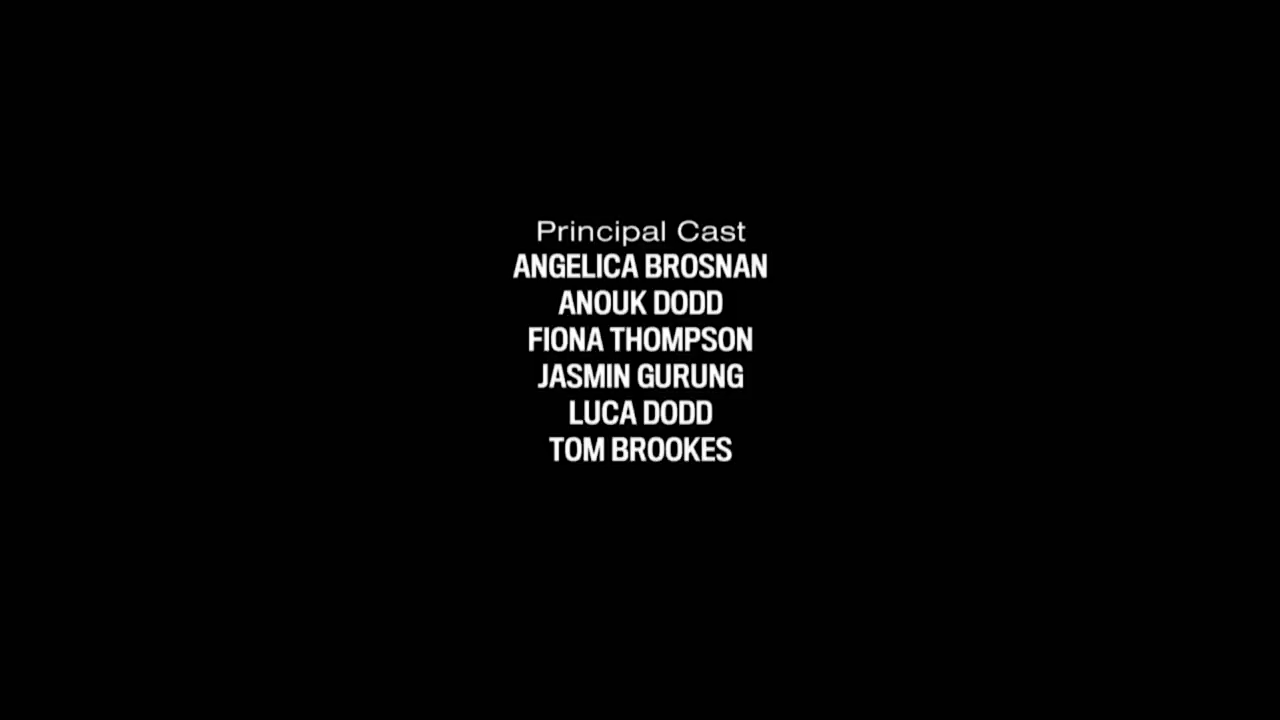 Principal Cast
ANGELICA BROSNAN
ANOUK DODD
FIONA THOMPSON
JASMIN GURUNG
LUCA DODD
TOM BROOKES